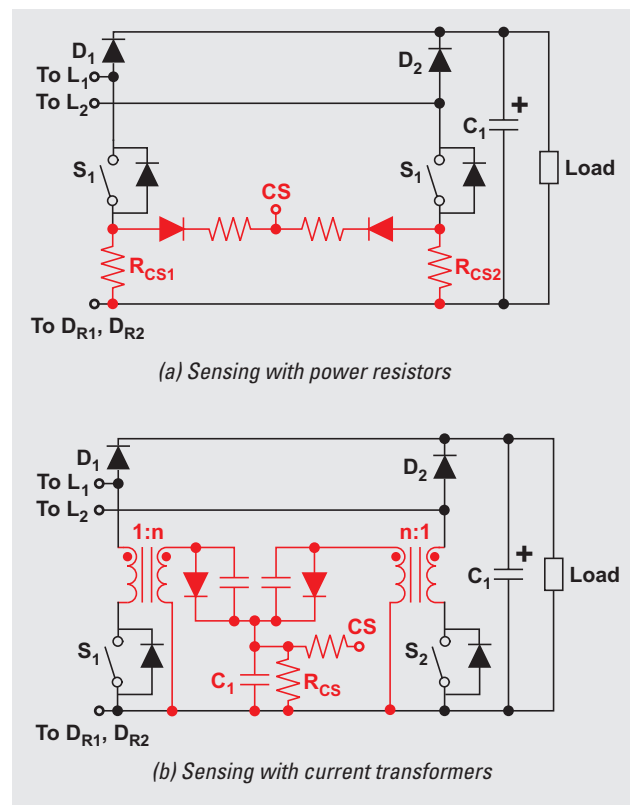 D1
To L1
To L2
D2
+
C1
Load
S1
CS
S1
RCS1
RCS2
To DR1, DR2
(a) Sensing with power resistors
D1
To L1
To L2
D2
1:n
n:1
+
C1
Load
CS
S1
C1
RCS
S2
To DR1, DR2
(b) Sensing with current transformers